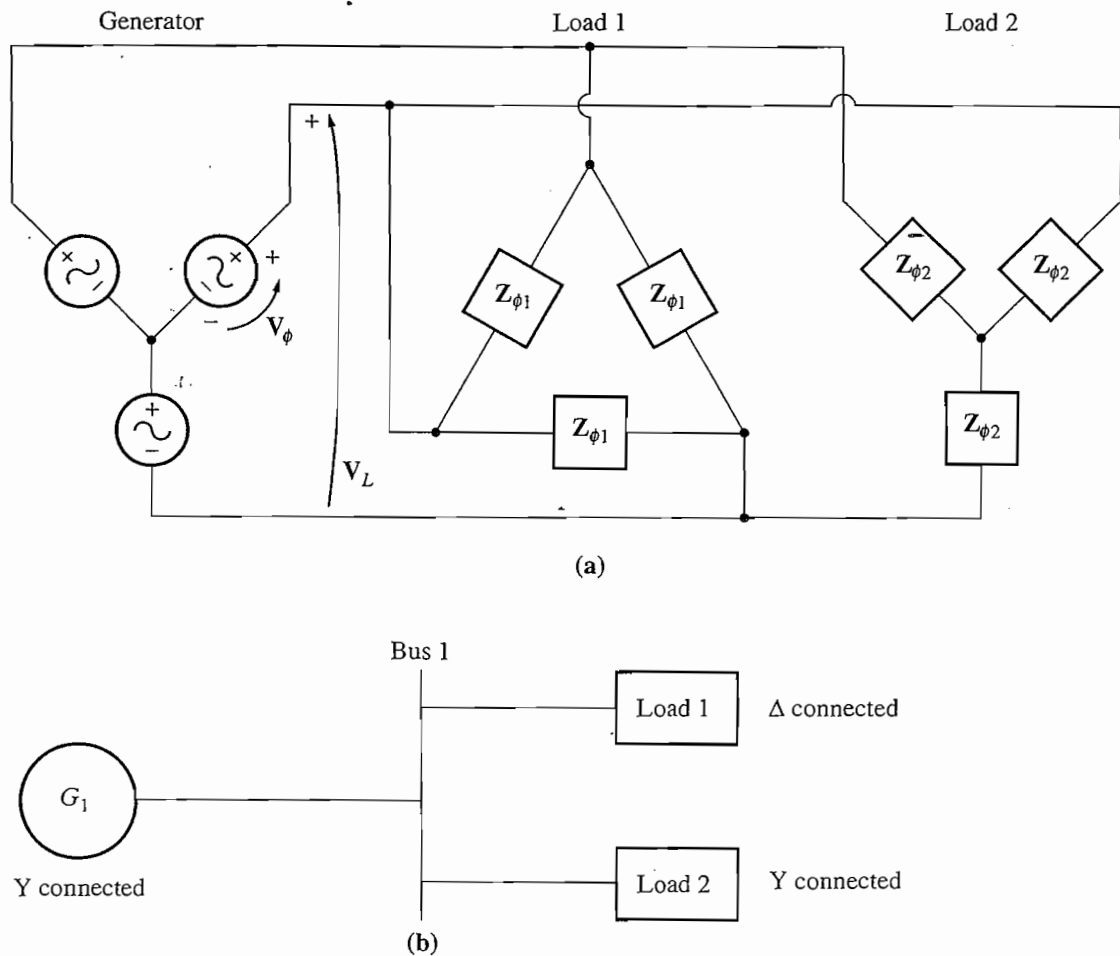 Generator
Load 1
Load 2
+
+
−
+
−
+
−
V_ϕ
+
−
V_L
Z_ϕ1
Z_ϕ1
Z_ϕ1
Z_ϕ2
Z_ϕ2
Z_ϕ2
(a)
Bus 1
G_1
Y connected
Load 1
Δ connected
Load 2
Y connected
(b)